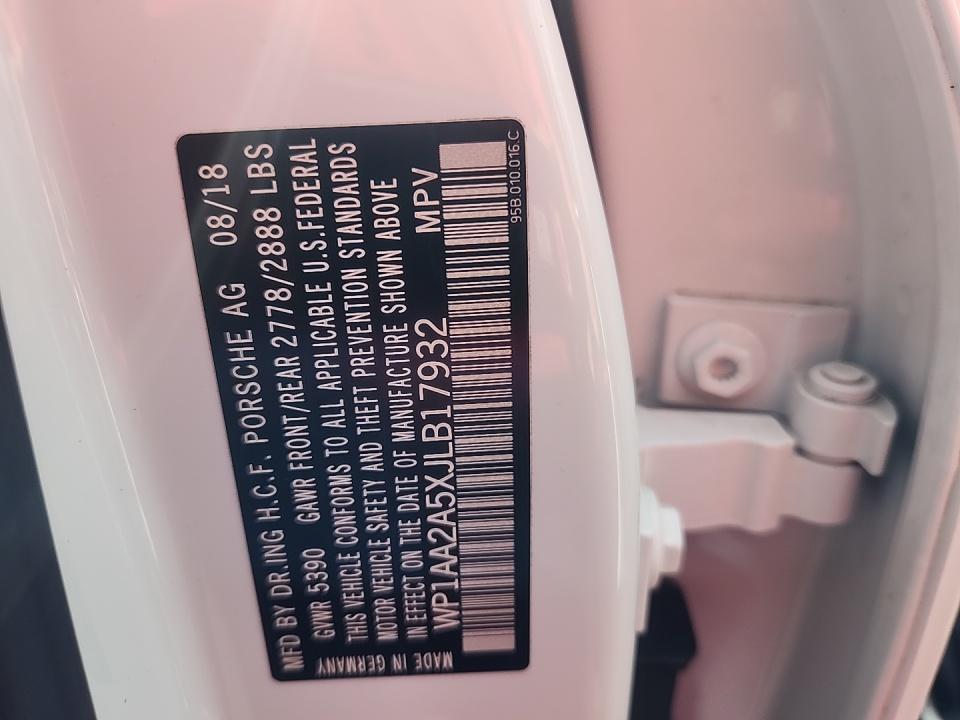 MFD BY DR.ING H.C.F. PORSCHE AG 08/18
GVWR 5390 GAWR FRONT/REAR 2778/2888 LBS
THIS VEHICLE CONFORMS TO ALL APPLICABLE U.S.FEDERAL
MOTOR VEHICLE SAFETY AND THEFT PREVENTION STANDARDS
IN EFFECT ON THE DATE OF MANUFACTURE SHOWN ABOVE
WP1AA2A5XJLB17932 MPV
MADE IN GERMANY
95B.010.016.C